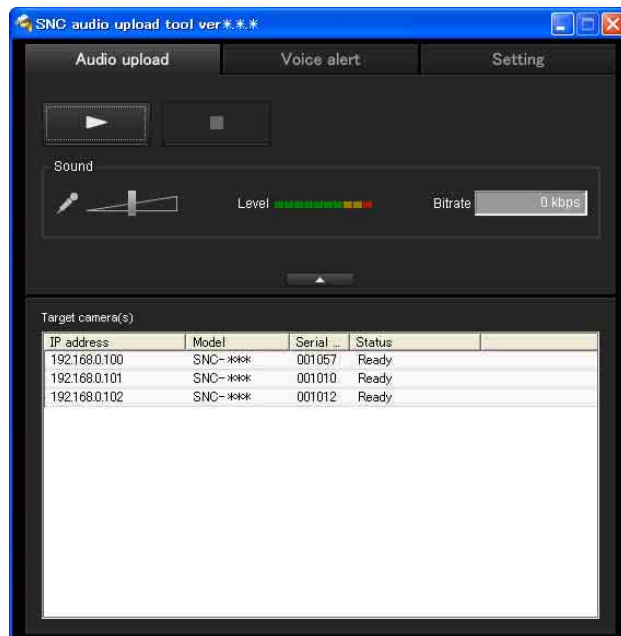 SNC audio upload tool ver*.*.*
Audio upload Voice alert Setting
Sound
Level Bitrate 0 kbps
Target camera(s)
IP address Model Serial ... Status
192.168.0.100 SNC-*** 001057 Ready
192.168.0.101 SNC-*** 001010 Ready
192.168.0.102 SNC-*** 001012 Ready